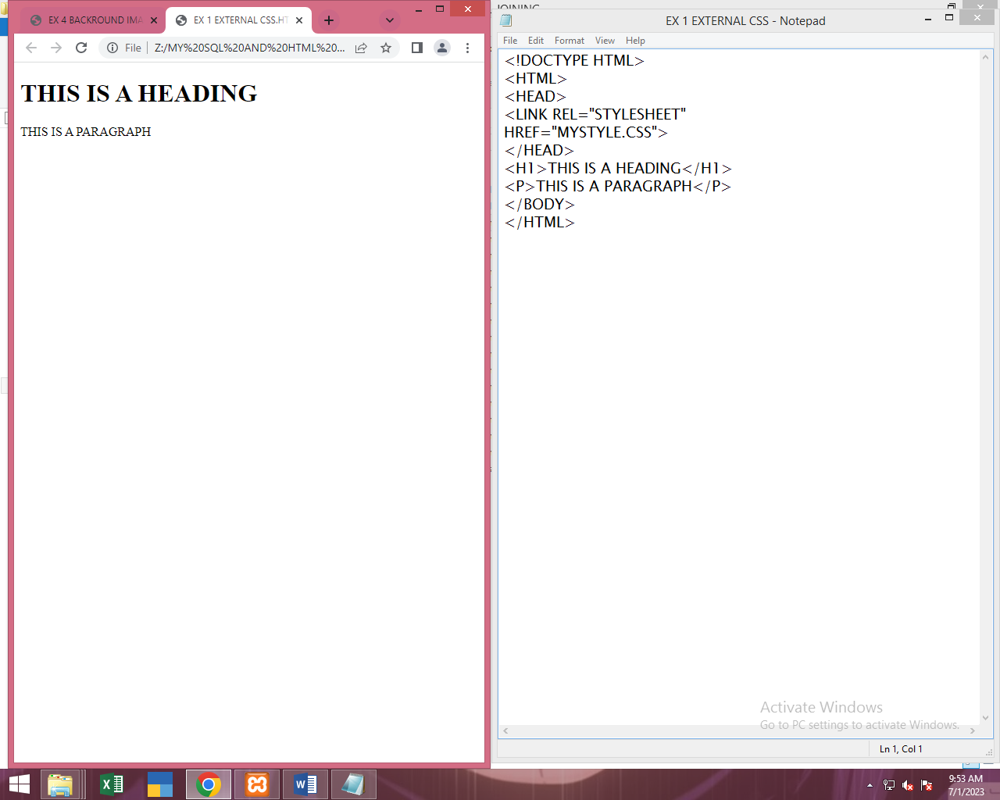 EX 4 BACKROUND IMA
EX 1 EXTERNAL CSS.HT
File
Z:/MY%20SQL%20AND%20HTML%20...
THIS IS A HEADING
THIS IS A PARAGRAPH
EX 1 EXTERNAL CSS - Notepad
File Edit Format View Help
<!DOCTYPE HTML>
<HTML>
<HEAD>
<LINK REL="STYLESHEET"
HREF="MYSTYLE.CSS">
</HEAD>
<H1>THIS IS A HEADING</H1>
<P>THIS IS A PARAGRAPH</P>
</BODY>
</HTML>
Activate Windows
Go to PC settings to activate Windows.
Ln 1, Col 1
9:53 AM
7/1/2023